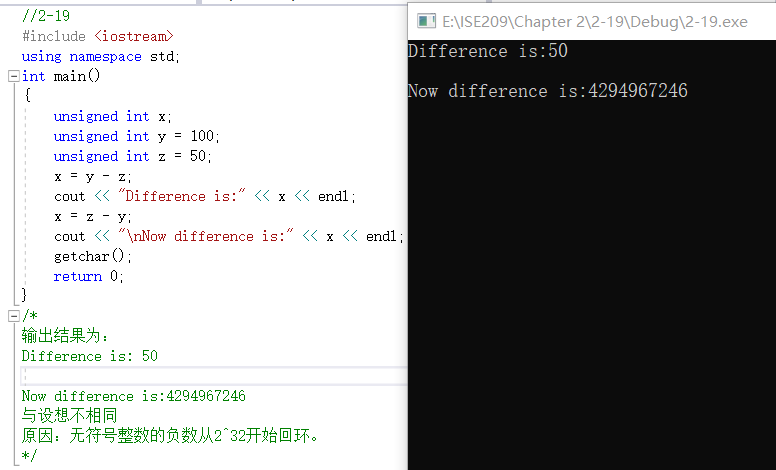 //2-19
#include <iostream>
using namespace std;
int main()
{
unsigned int x;
unsigned int y = 100;
unsigned int z = 50;
x = y - z;
cout << "Difference is:" << x << endl;
x = z - y;
cout << "\nNow difference is:" << x << endl;
getchar();
return 0;
}
/*
输出结果为:
Difference is: 50
Now difference is:4294967246
与设想不相同
原因：无符号整数的负数从2^32开始回环。
*/
E:\ISE209\Chapter 2\2-19\Debug\2-19.exe
Difference is:50
Now difference is:4294967246